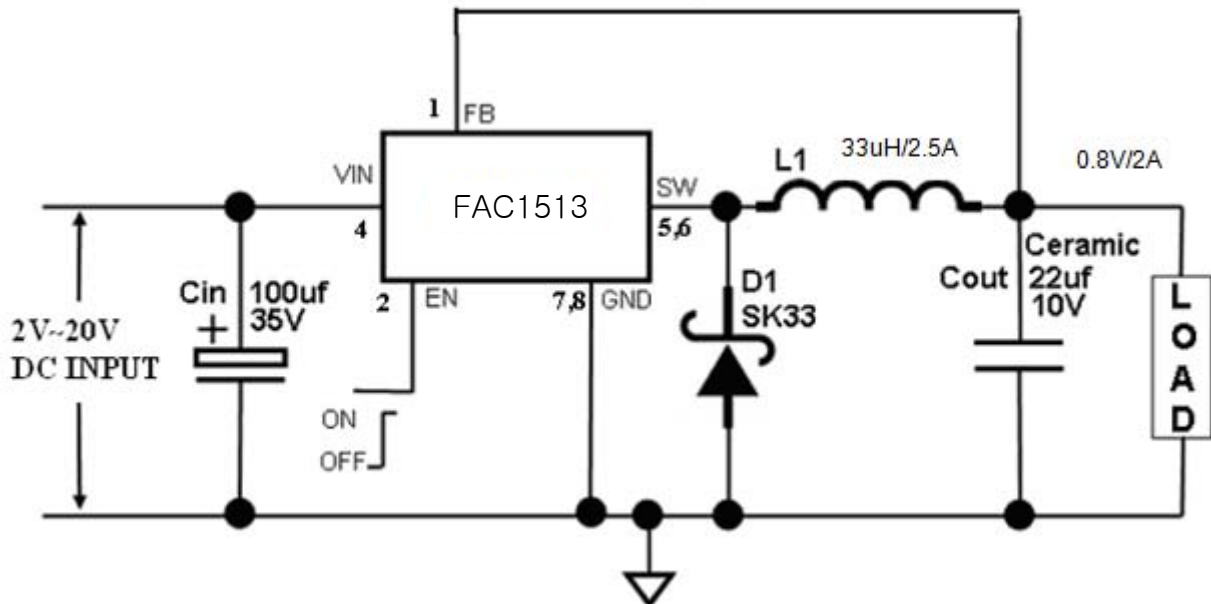 1 FB
L1 33uH/2.5A
0.8V/2A
VIN
FAC1513
SW
4
5,6
Cin 100uf
35V
+
2 EN
7,8 GND
D1
SK33
Ceramic
Cout 22uf
10V
LOAD
2V~20V
DC INPUT
ON
OFF